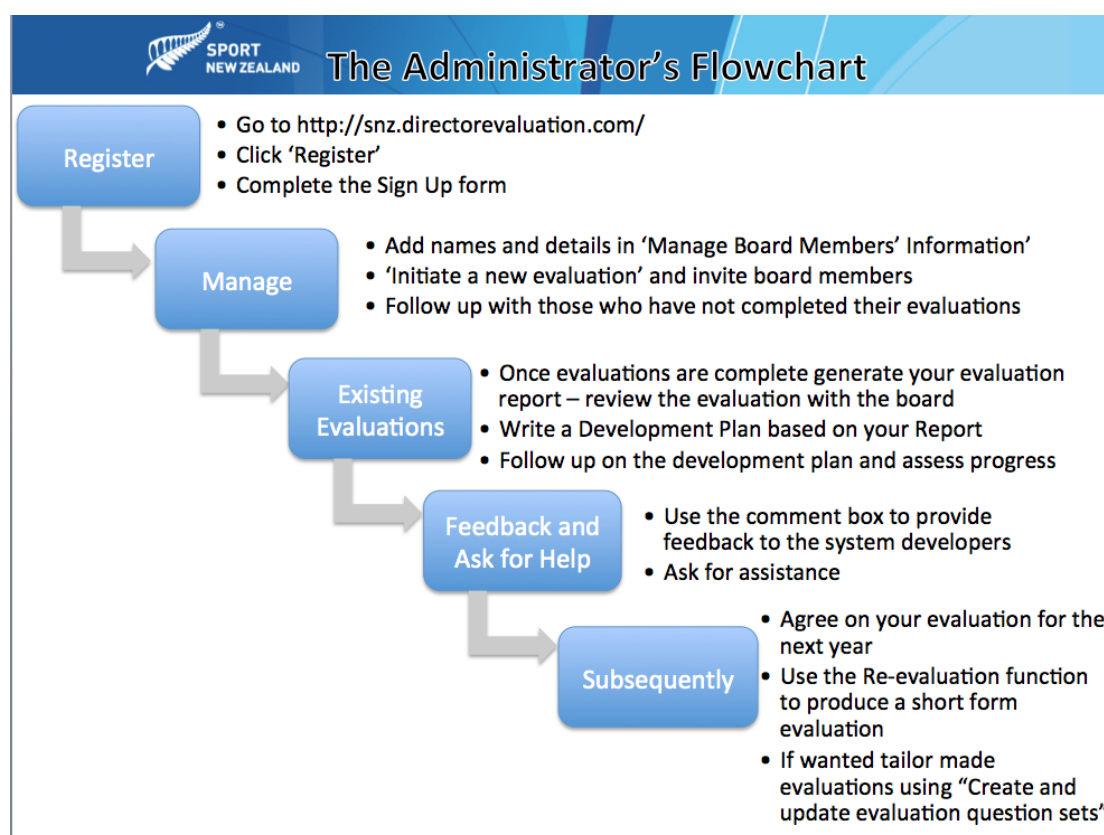 SPORT
NEW ZEALAND
The Administrator's Flowchart
Register
• Go to http://snz.directorevaluation.com/
• Click ‘Register’
• Complete the Sign Up form
Manage
• Add names and details in ‘Manage Board Members’ Information’
• ‘Initiate a new evaluation’ and invite board members
• Follow up with those who have not completed their evaluations
Existing
Evaluations
• Once evaluations are complete generate your evaluation
report – review the evaluation with the board
• Write a Development Plan based on your Report
• Follow up on the development plan and assess progress
Feedback and
Ask for Help
• Use the comment box to provide
feedback to the system developers
• Ask for assistance
Subsequently
• Agree on your evaluation for the
next year
• Use the Re-evaluation function
to produce a short form
evaluation
• If wanted tailor made
evaluations using “Create and
update evaluation question sets”